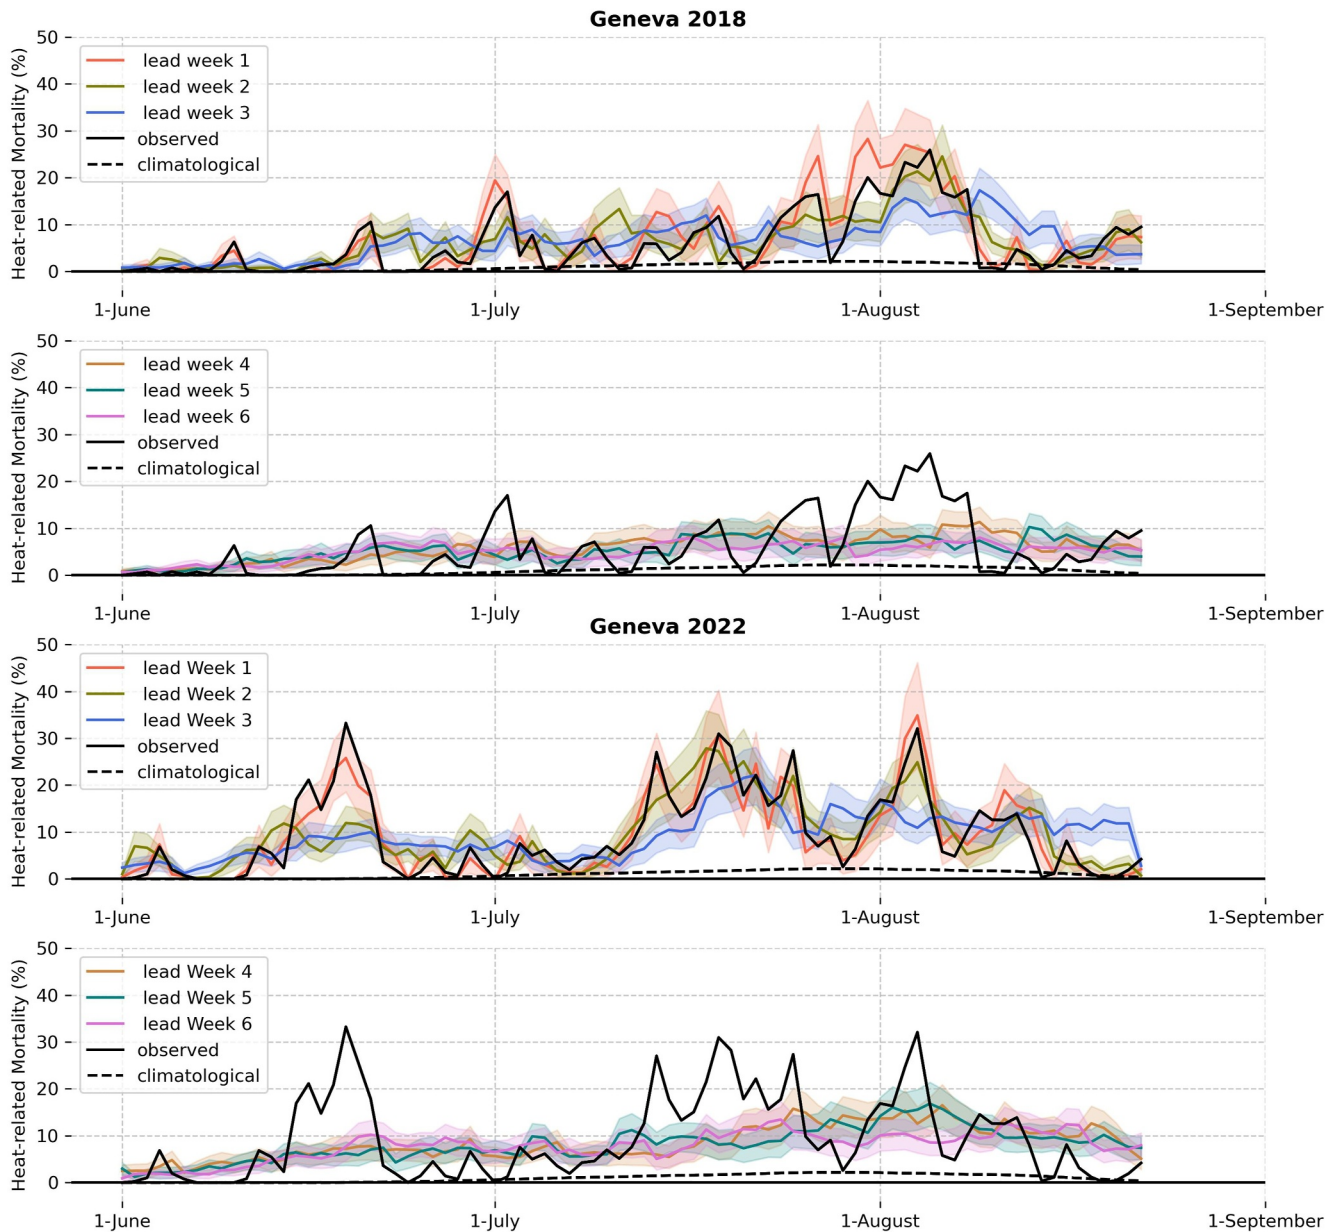 Geneva 2018
Heat-related Mortality (%)
50
40
30
20
10
0
lead week 1
lead week 2
lead week 3
observed
climatological
1-June
1-July
1-August
1-September
Heat-related Mortality (%)
50
40
30
20
10
0
lead week 4
lead week 5
lead week 6
observed
climatological
1-June
1-July
1-August
1-September
Geneva 2022
Heat-related Mortality (%)
50
40
30
20
10
0
lead Week 1
lead Week 2
lead Week 3
observed
climatological
1-June
1-July
1-August
1-September
Heat-related Mortality (%)
50
40
30
20
10
0
lead Week 4
lead Week 5
lead Week 6
observed
climatological
1-June
1-July
1-August
1-September